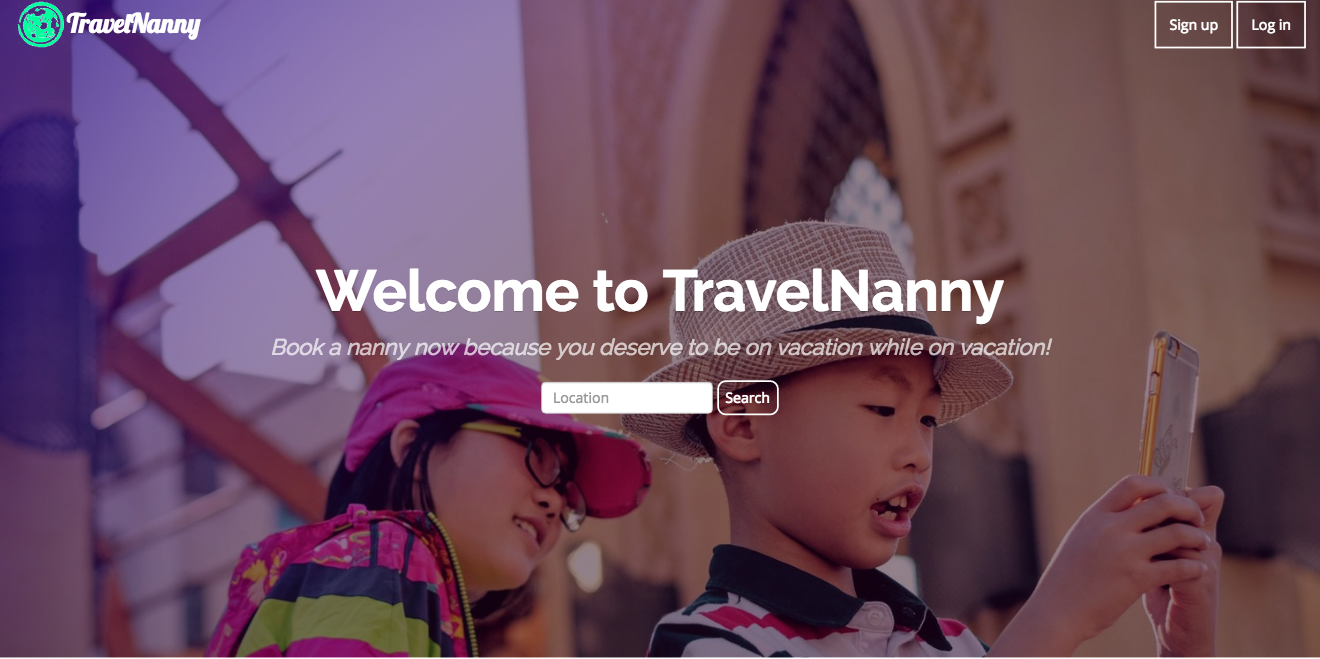 TravelNanny
Sign up
Log in
Welcome to TravelNanny
Book a nanny now because you deserve to be on vacation while on vacation!
Location
Search